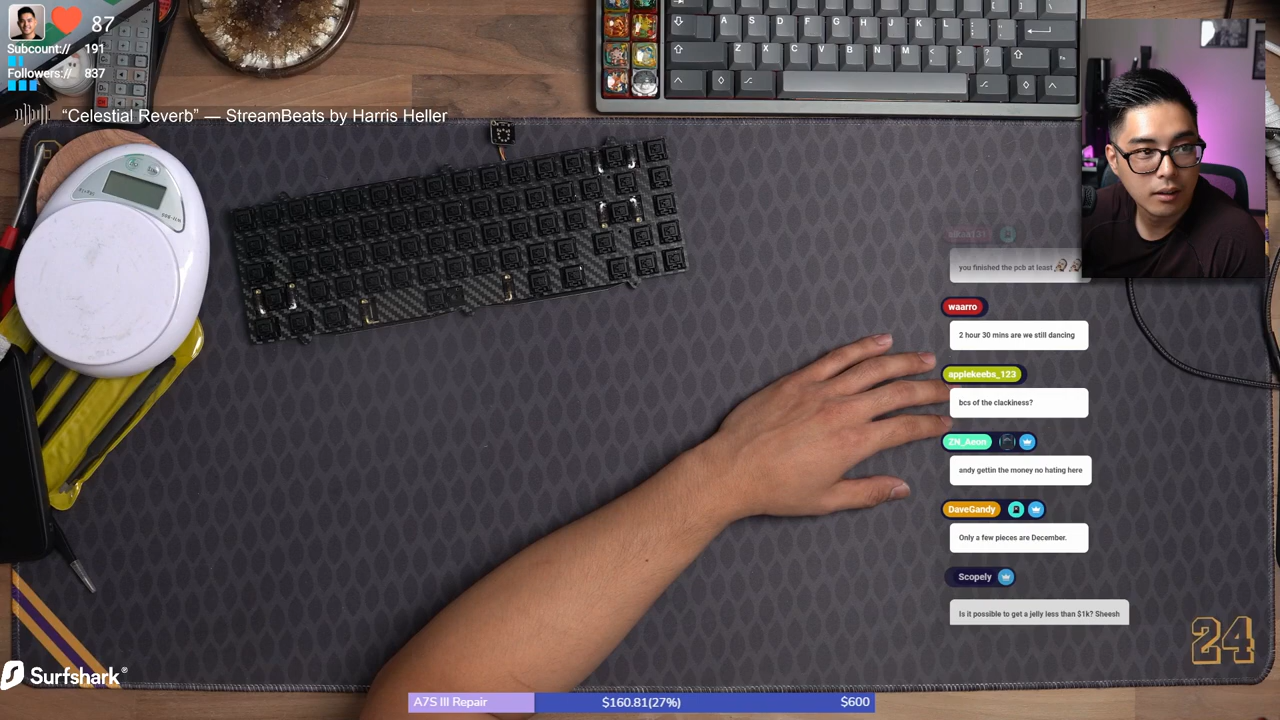 87
Subcount:// 191
Followers:// 837
“Celestial Reverb” — StreamBeats by Harris Heller
A S D F G H J K L
Z X C V B N M < > ?
you finished the pcb at least
waarro
2 hour 30 mins are we still dancing
applekeebs_123
bcs of the clackiness?
ZN_Aeon
andy gettin the money no hating here
DaveGandy
Only a few pieces are December.
Scopely
Is it possible to get a jelly less than $1k? Sheesh
24
Surfshark®
A7S III Repair $160.81(27%) $600